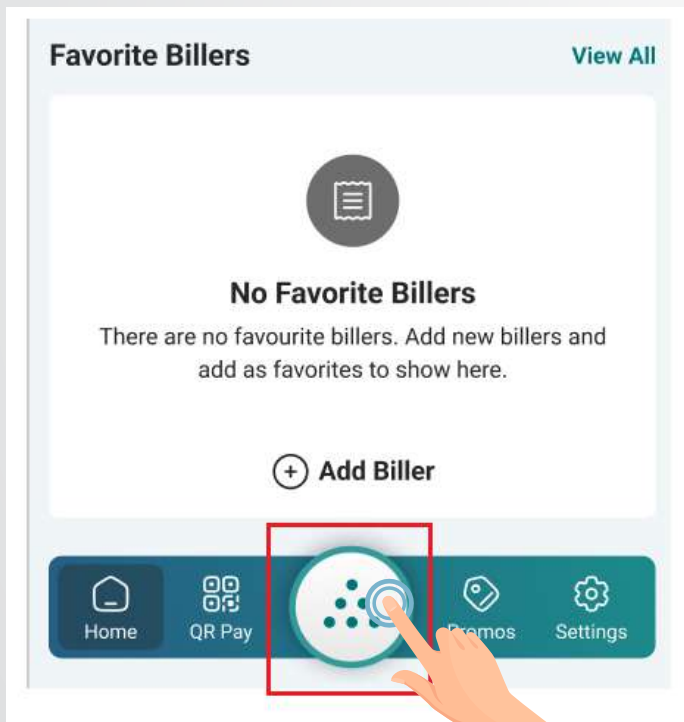 Favorite Billers
View All
No Favorite Billers
There are no favourite billers. Add new billers and
add as favorites to show here.
Add Biller
Home
QR Pay
Promos
Settings